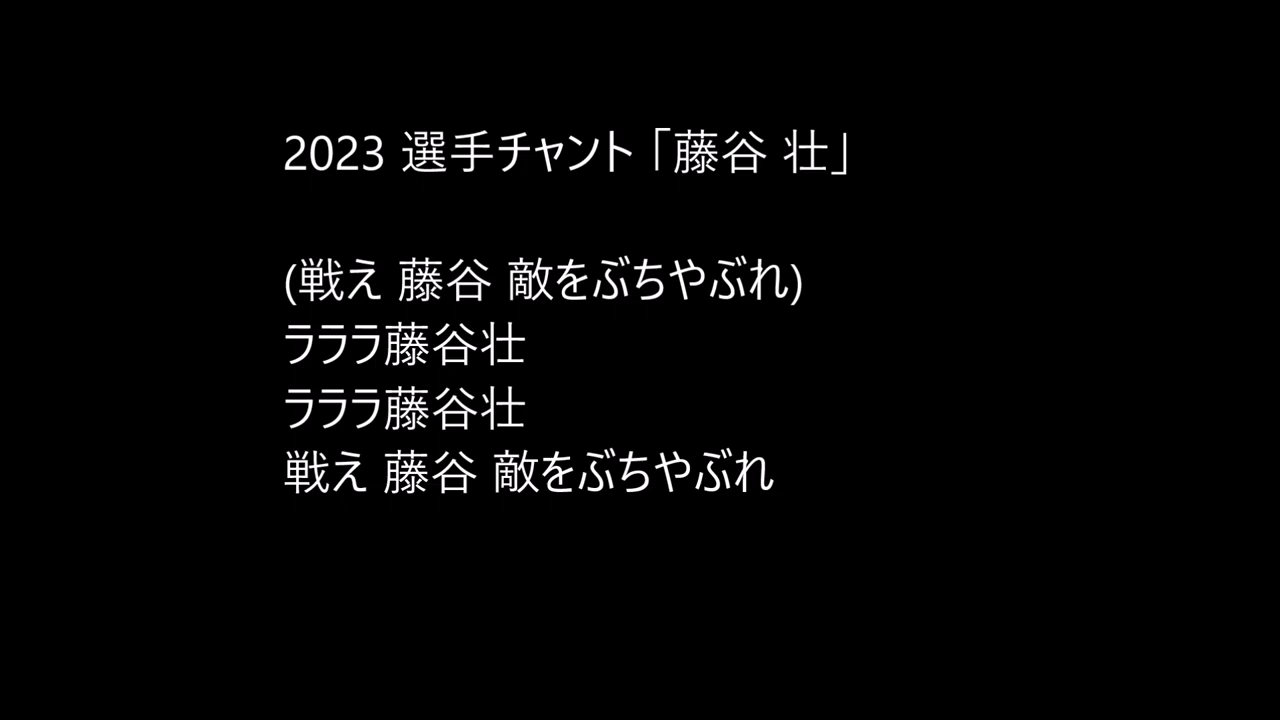 2023 選手チャント「藤谷 壮」
(戦え 藤谷 敵をぶちやぶれ)
ラララ藤谷壮
ラララ藤谷壮
戦え 藤谷 敵をぶちやぶれ